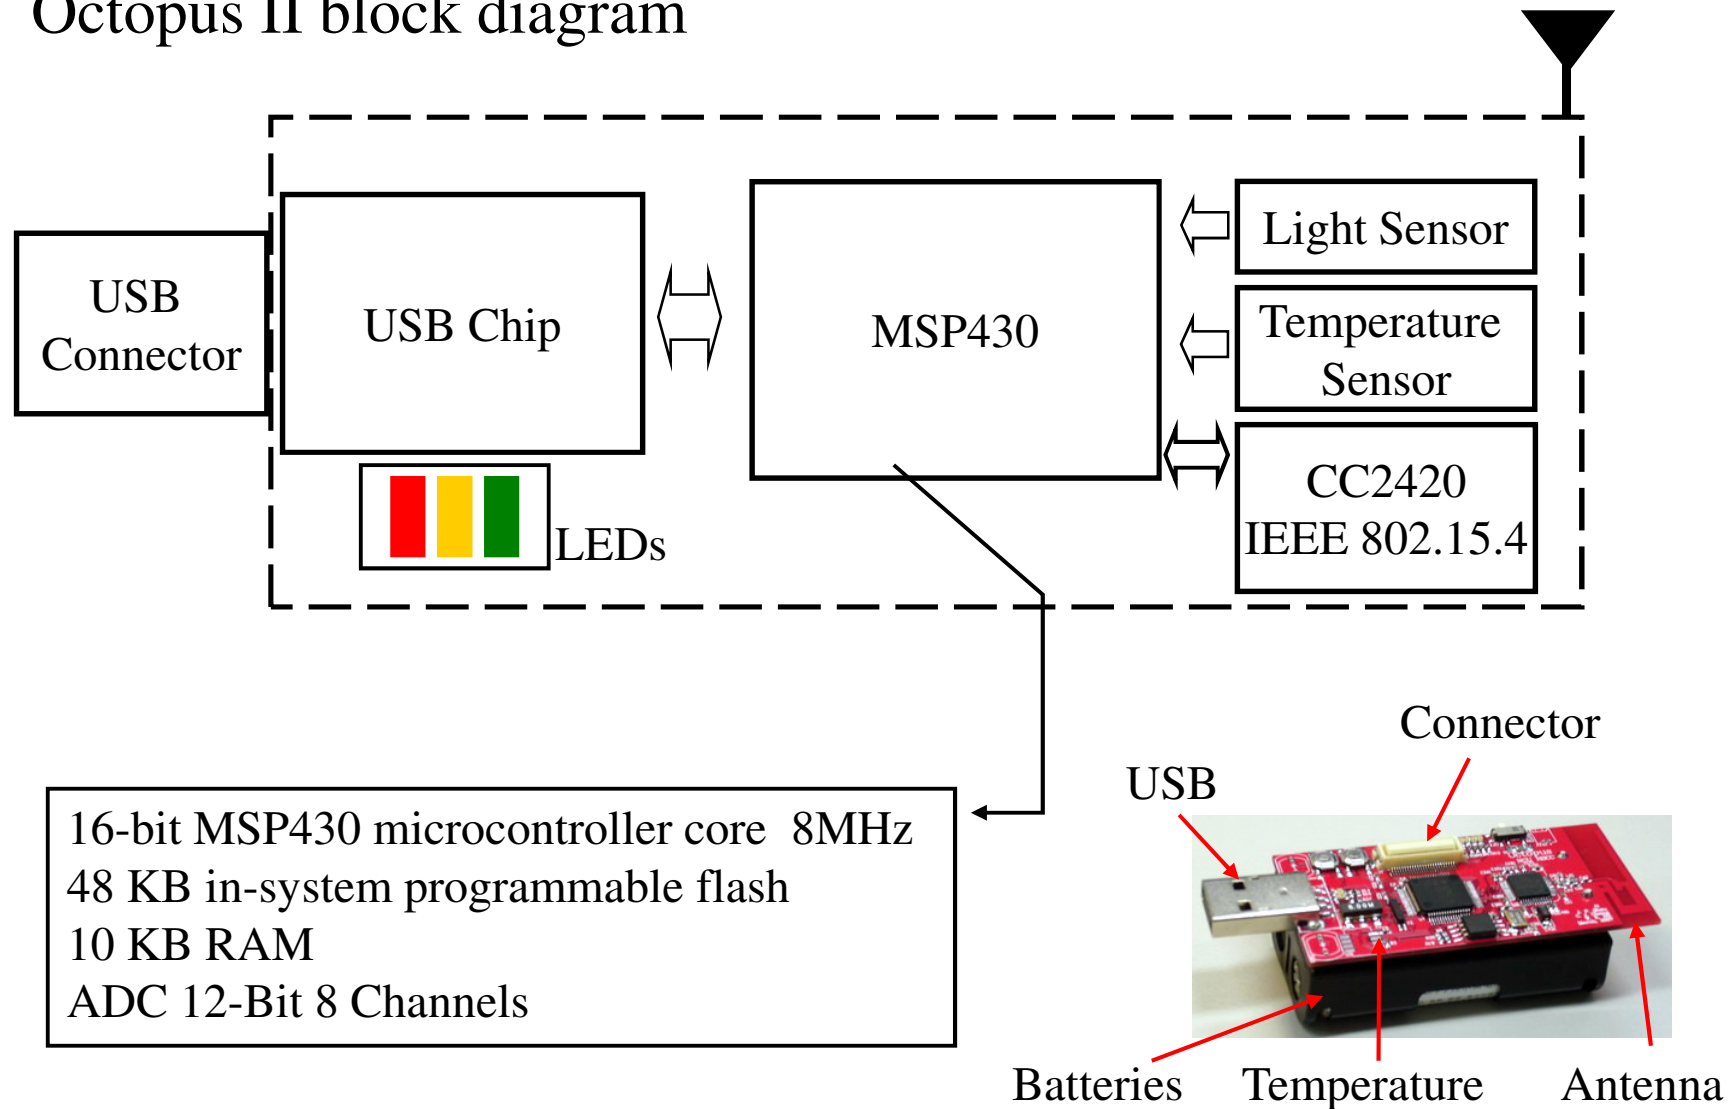 Octopus II block diagram
USB
Connector
USB Chip
MSP430
Light Sensor
Temperature
Sensor
CC2420
IEEE 802.15.4
LEDs
16-bit MSP430 microcontroller core  8MHz
48 KB in-system programmable flash
10 KB RAM
ADC 12-Bit 8 Channels
Connector
USB
Batteries
Temperature
Antenna